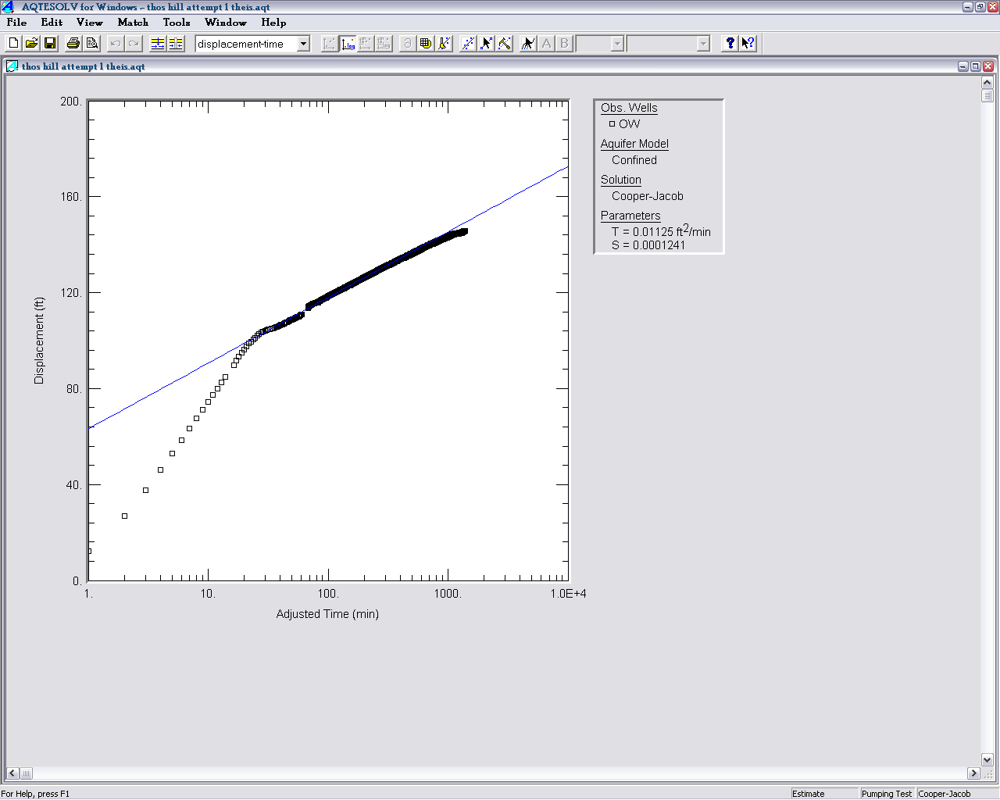 AQTESOLV for Windows - thos hill attempt 1 theis.aqt
File Edit View Match Tools Window Help
displacement-time
thos hill attempt 1 theis.aqt
200.
160.
120.
80.
40.
0.
Displacement (ft)
1. 10. 100. 1000. 1.0E+4
Adjusted Time (min)
Obs. Wells
OW
Aquifer Model
Confined
Solution
Cooper-Jacob
Parameters
T = 0.01125 ft2/min
S = 0.0001241
For Help, press F1
Estimate Pumping Test Cooper-Jacob